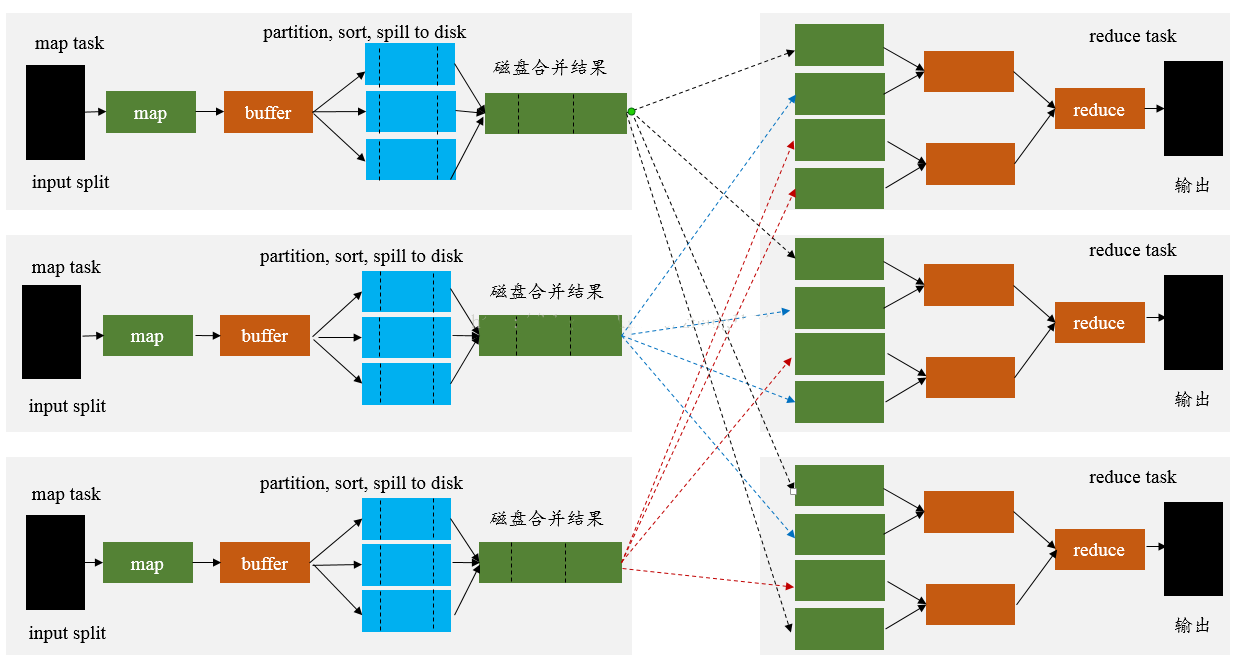 map task
partition, sort, spill to disk
磁盘合并结果
map
buffer
input split
reduce task
reduce
输出
map task
partition, sort, spill to disk
磁盘合并结果
map
buffer
input split
reduce task
reduce
输出
map task
partition, sort, spill to disk
磁盘合并结果
map
buffer
input split
reduce task
reduce
输出